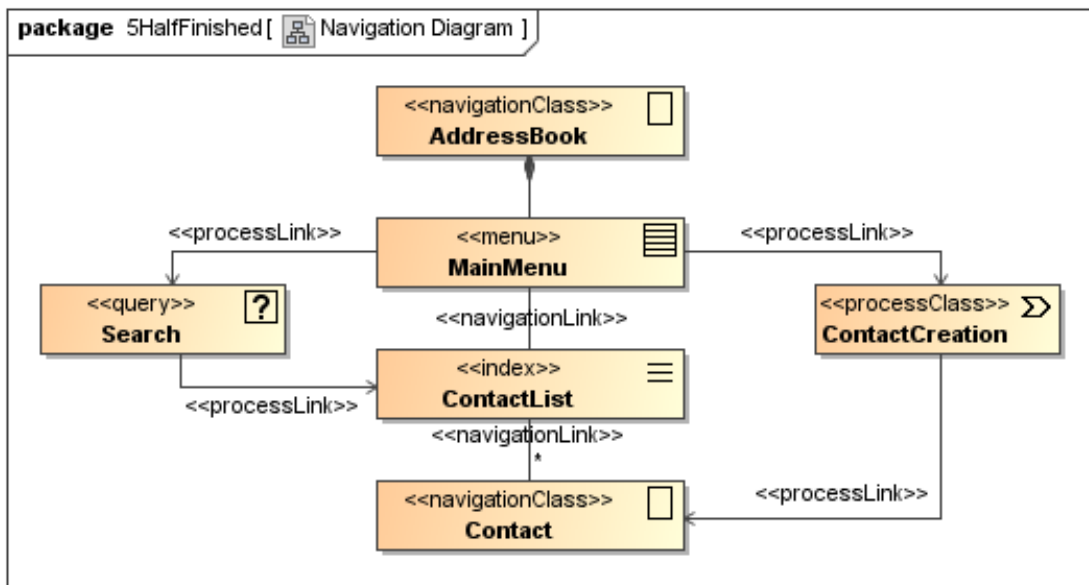 package 5HalfFinished [ Navigation Diagram ]
<<navigationClass>>
AddressBook
<<processLink>>
<<menu>>
MainMenu
<<processLink>>
<<query>>
?
Search
<<navigationLink>>
<<processClass>>
ContactCreation
<<index>>
ContactList
<<processLink>>
<<navigationLink>>
*
<<navigationClass>>
Contact
<<processLink>>